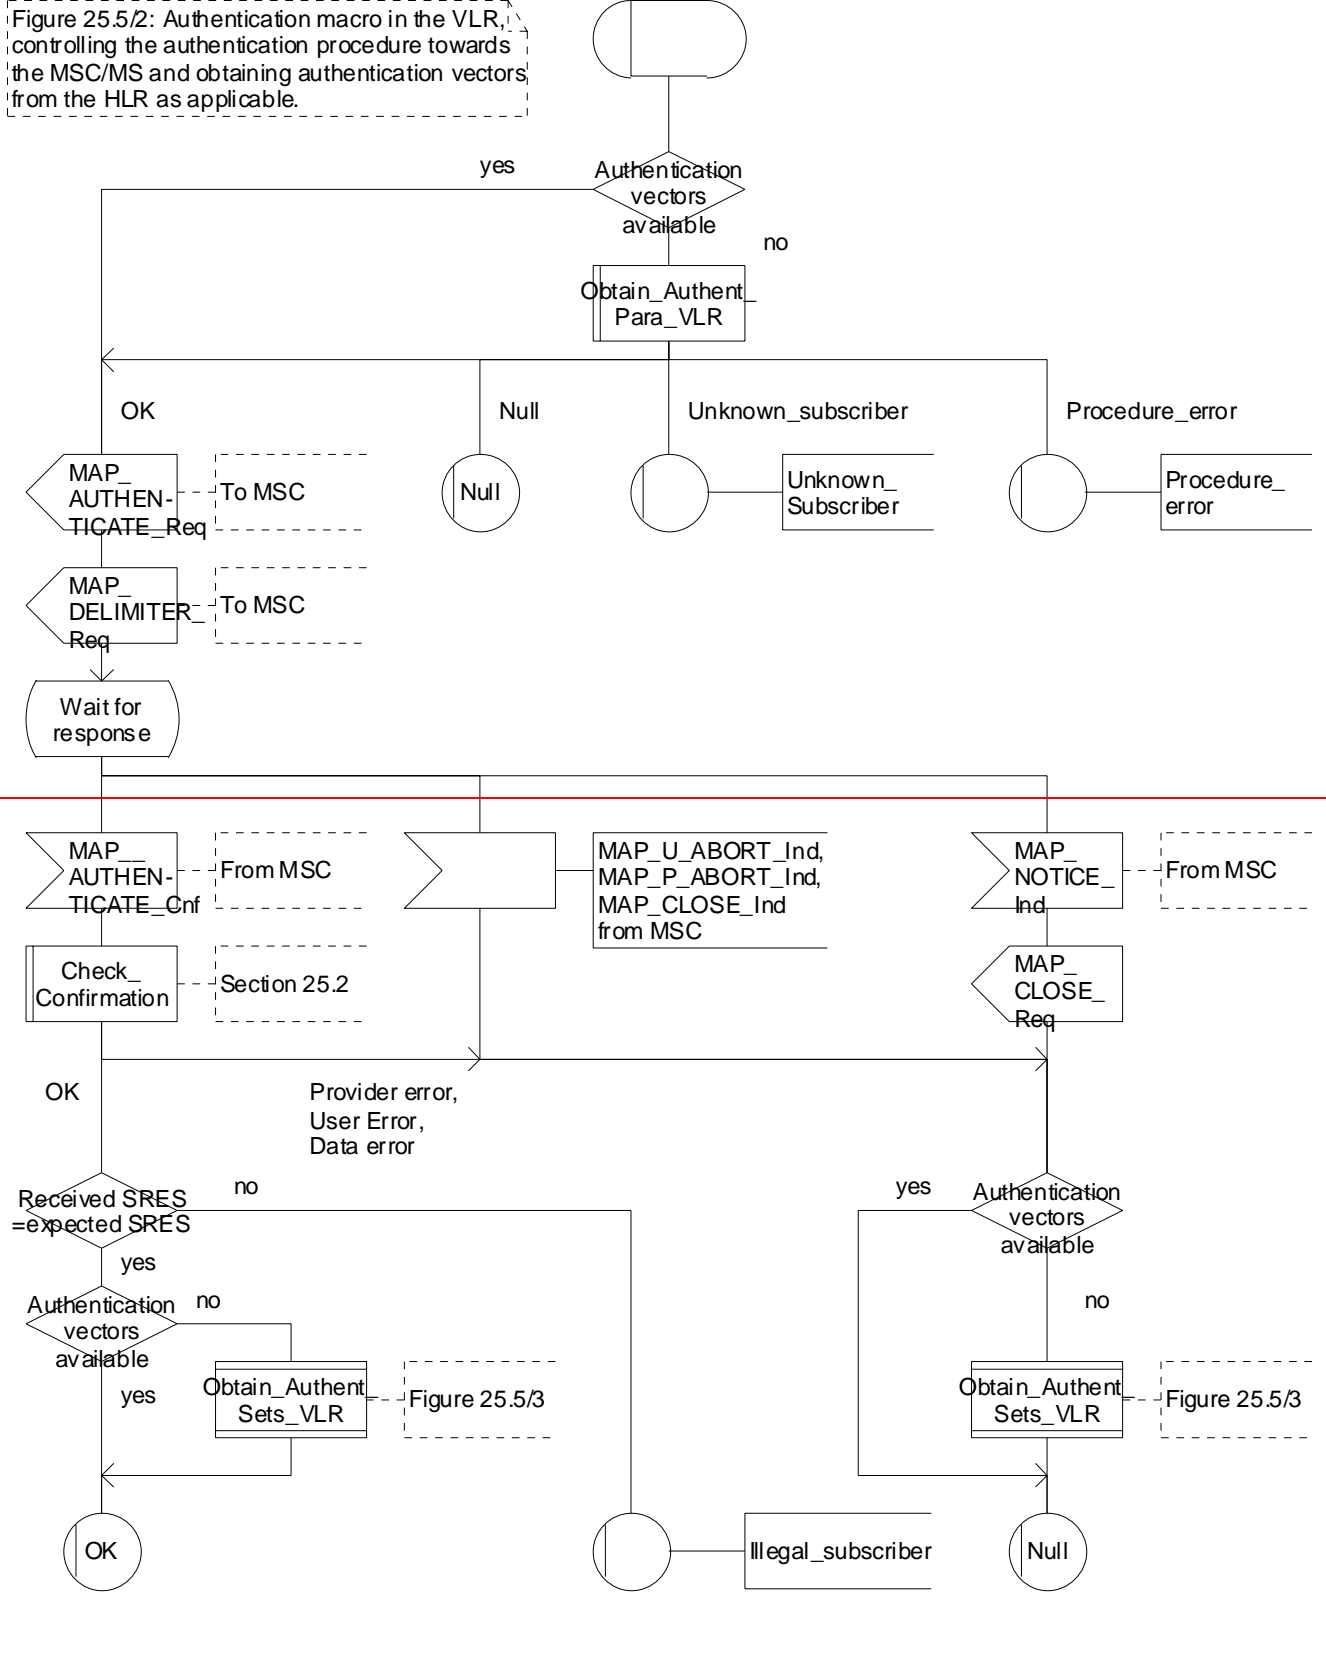 Figure 25.5/2: Authentication macro in the VLR,
controlling the authentication procedure towards
the MSC/MS and obtaining authentication vectors
from the HLR as applicable.
yes
Authentication
vectors
available
no
Obtain_Authent_
Para_VLR
OK
Null
Unknown_subscriber
Procedure_error
MAP_
AUTHEN-
TICATE_Req
To MSC
Null
Unknown_
Subscriber
Procedure_
error
MAP_
DELIMITER_
Req
To MSC
Wait for
response
MAP__
AUTHEN-
TICATE_Cnf
From MSC
MAP_U_ABORT_Ind,
MAP_P_ABORT_Ind,
MAP_CLOSE_Ind
from MSC
MAP_
NOTICE_
Ind
From MSC
Check_
Confirmation
Section 25.2
MAP_
CLOSE_
Req
OK
Provider error,
User Error,
Data error
Received SRES
=expected SRES
no
yes
yes
Authentication
vectors
available
no
Authentication
vectors
available
no
yes
Obtain_Authent_
Sets_VLR
Figure 25.5/3
Obtain_Authent_
Sets_VLR
Figure 25.5/3
OK
Illegal_subscriber
Null